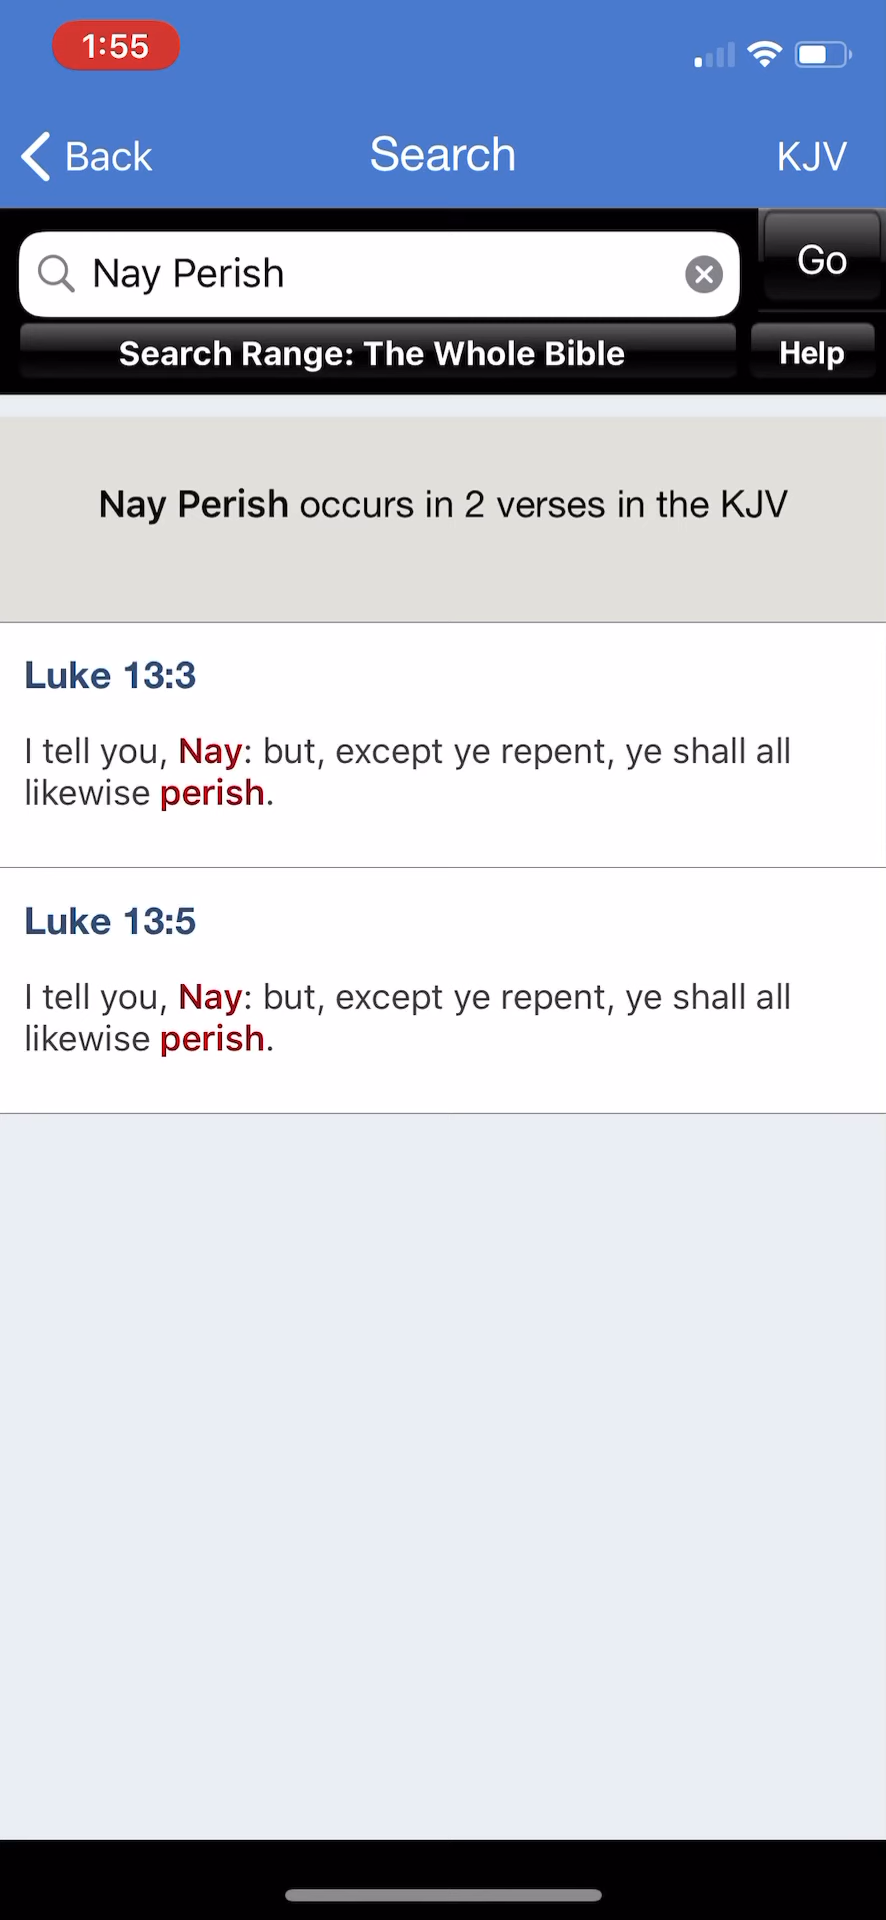 1:55
Back
Search
KJV
Nay Perish
Go
Search Range: The Whole Bible
Help
Nay Perish occurs in 2 verses in the KJV
Luke 13:3
I tell you, Nay: but, except ye repent, ye shall all
likewise perish.
Luke 13:5
I tell you, Nay: but, except ye repent, ye shall all
likewise perish.